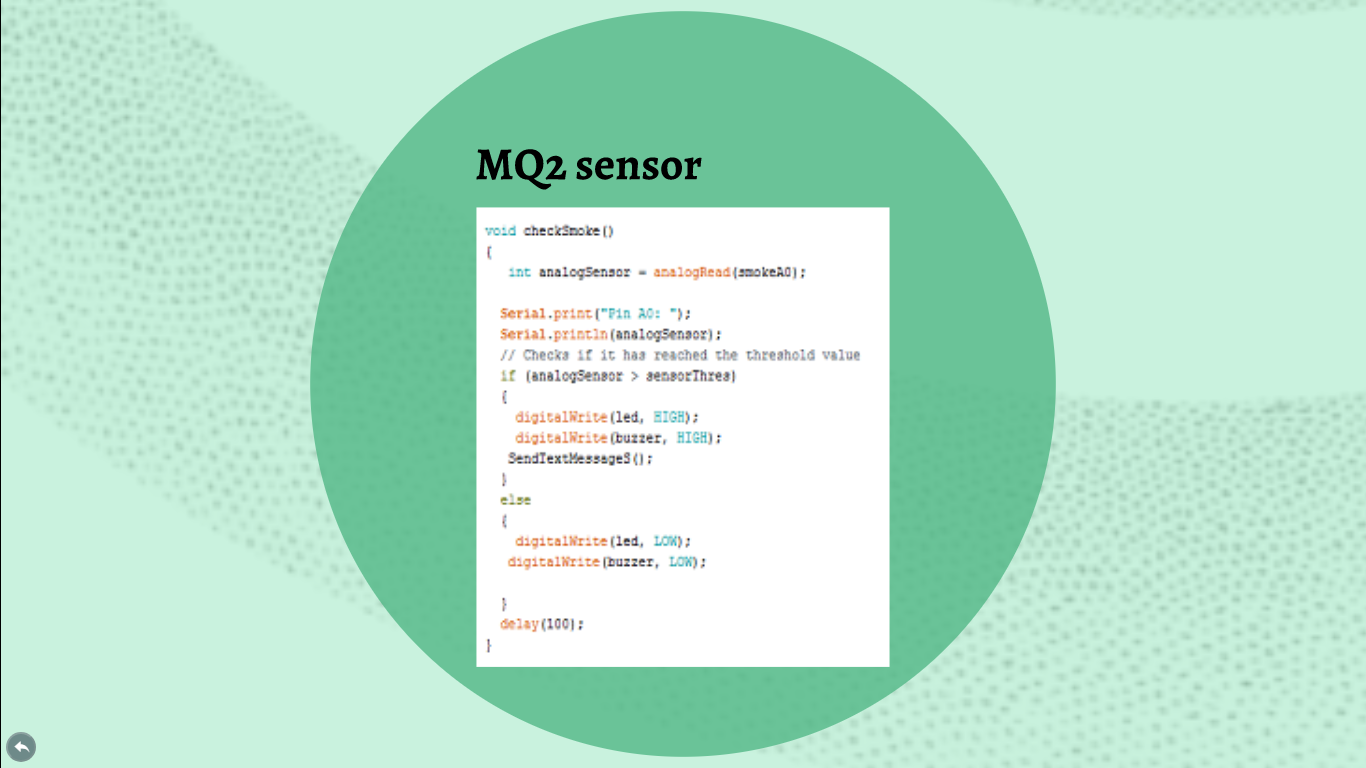 MQ2 sensor
void checkSmoke()
{
int analogSensor = analogRead(smokeA0);
Serial.print("Pin A0: ");
Serial.println(analogSensor);
// Checks if it has reached the threshold value
if (analogSensor > sensorThres)
{
digitalWrite(led, HIGH);
digitalWrite(buzzer, HIGH);
SendTextMessageS();
}
else
{
digitalWrite(led, LOW);
digitalWrite(buzzer, LOW);
}
delay(100);
}